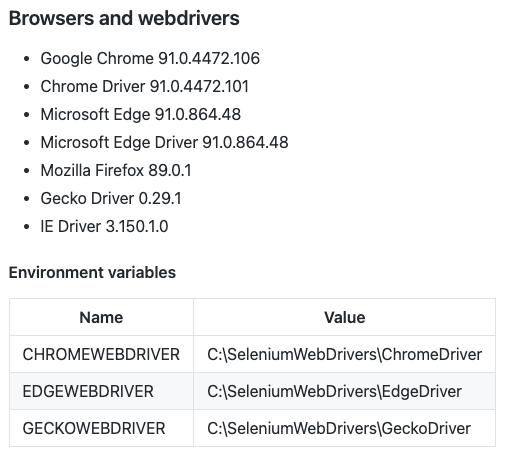 Browsers and webdrivers
• Google Chrome 91.0.4472.106
• Chrome Driver 91.0.4472.101
• Microsoft Edge 91.0.864.48
• Microsoft Edge Driver 91.0.864.48
• Mozilla Firefox 89.0.1
• Gecko Driver 0.29.1
• IE Driver 3.150.1.0
Environment variables
Name Value
CHROMEWEBDRIVER C:\SeleniumWebDrivers\ChromeDriver
EDGEWEBDRIVER C:\SeleniumWebDrivers\EdgeDriver
GECKOWEBDRIVER C:\SeleniumWebDrivers\GeckoDriver